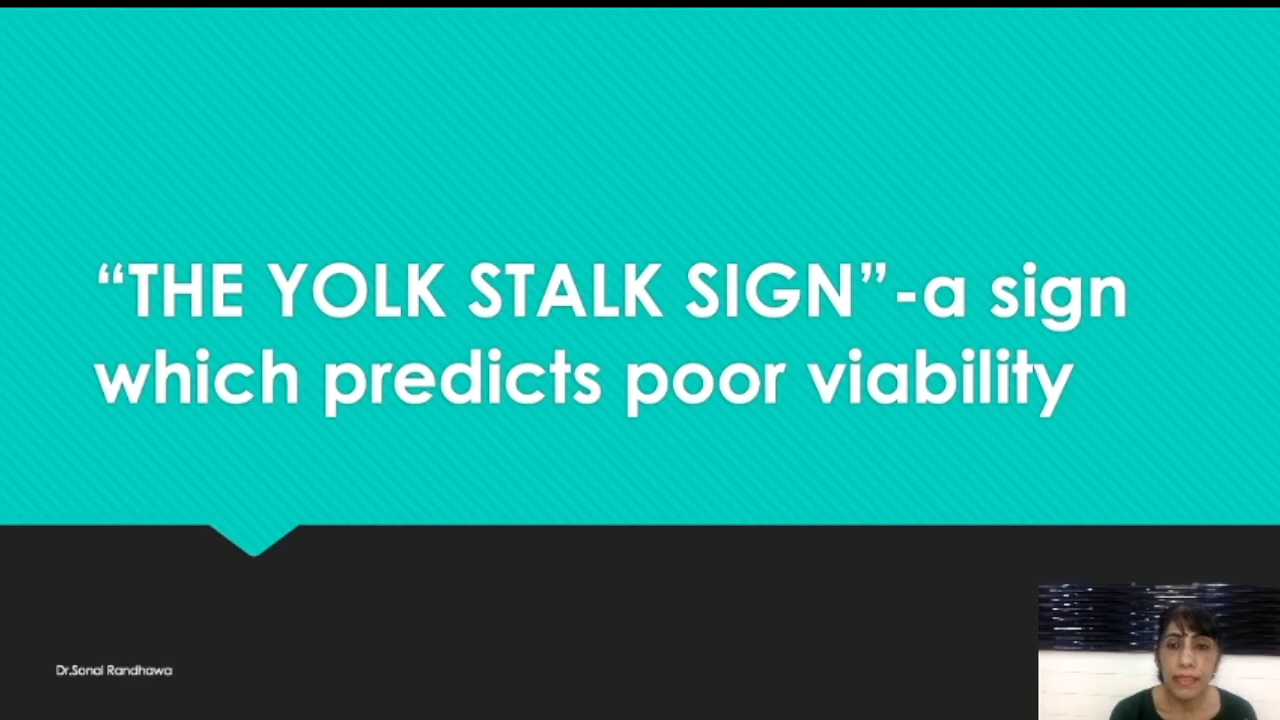 “THE YOLK STALK SIGN”-a sign
which predicts poor viability
Dr.Sonal Randhawa